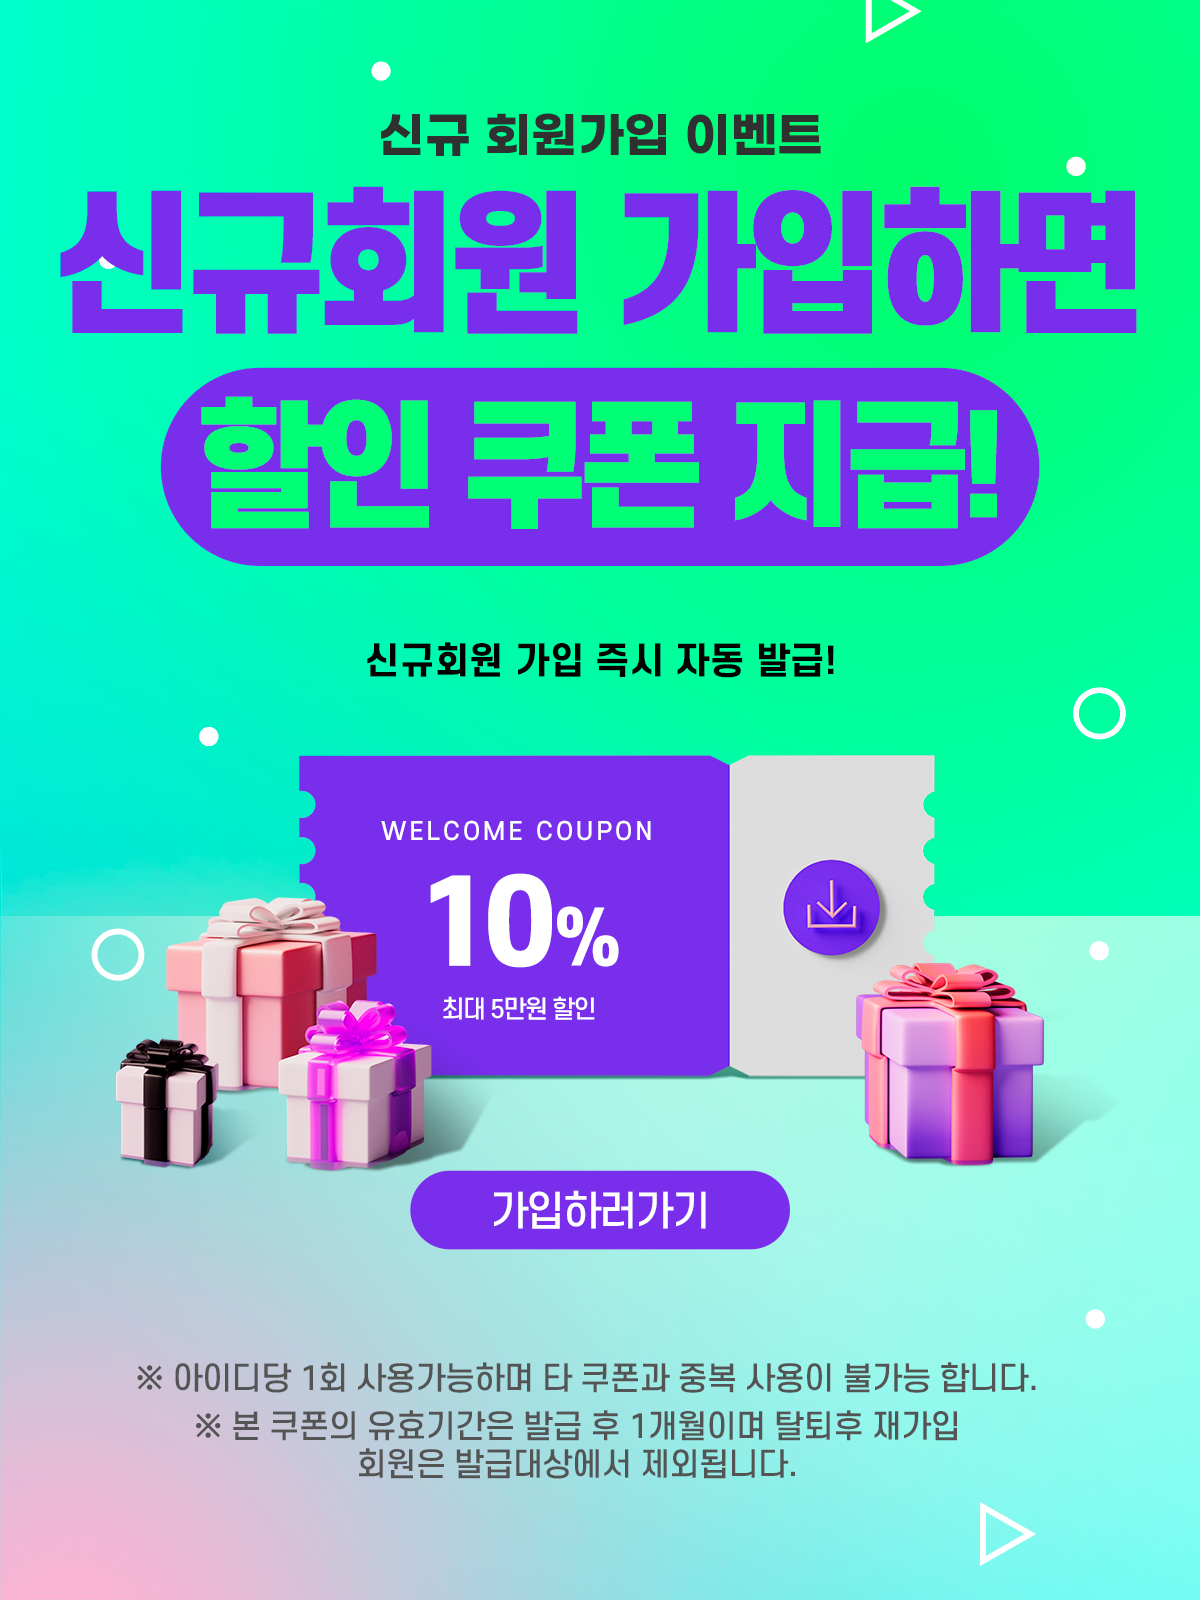 신규 회원가입 이벤트
신규회원 가입하면
할인 쿠폰 지급!
신규회원 가입 즉시 자동 발급!
WELCOME COUPON
10%
최대 5만원 할인
가입하러가기
※ 아이디당 1회 사용가능하며 타 쿠폰과 중복 사용이 불가능 합니다.
※ 본 쿠폰의 유효기간은 발급 후 1개월이며 탈퇴후 재가입
회원은 발급대상에서 제외됩니다.